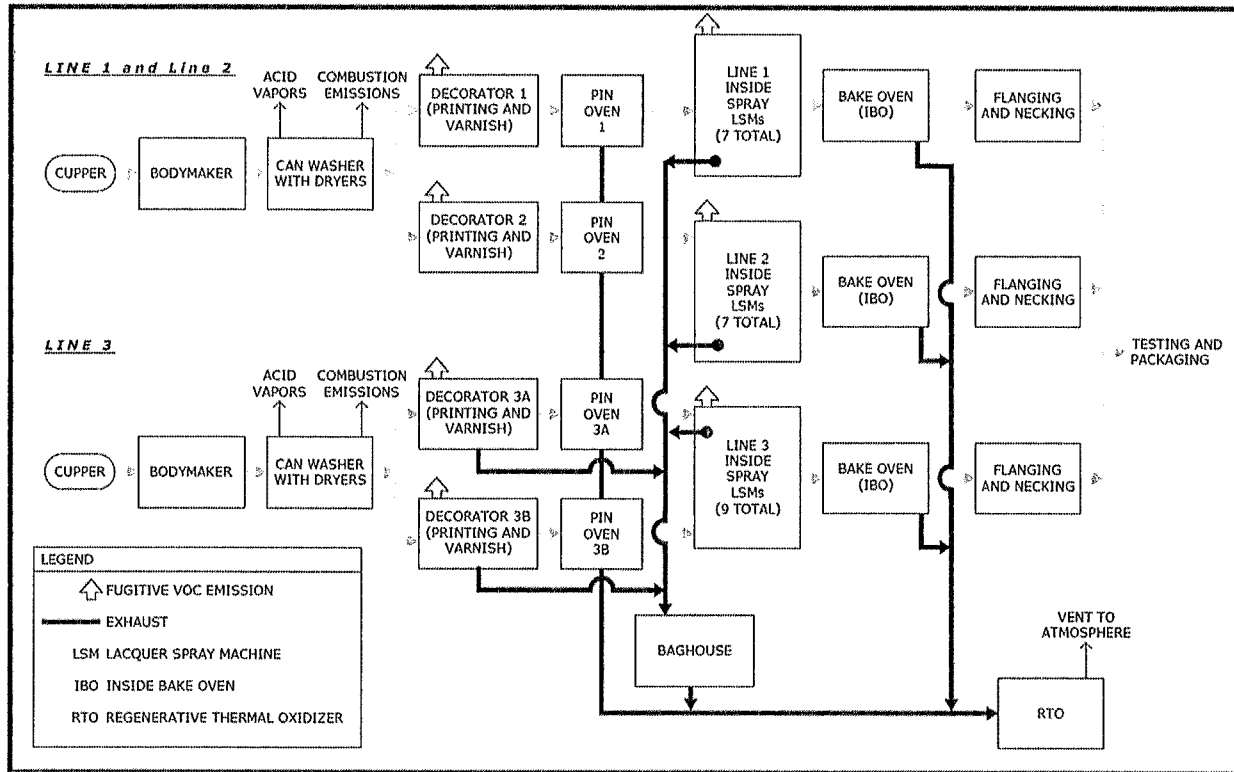 LINE 1 and Line 2
ACID
VAPORS
COMBUSTION
EMISSIONS
CUPPER
BODYMAKER
CAN WASHER
WITH DRYERS
DECORATOR 1
(PRINTING AND
VARNISH)
PIN
OVEN
1
LINE 1
INSIDE
SPRAY
LSMs
(7 TOTAL)
BAKE OVEN
(IBO)
FLANGING
AND NECKING
DECORATOR 2
(PRINTING AND
VARNISH)
PIN
OVEN
2
LINE 2
INSIDE
SPRAY
LSMs
(7 TOTAL)
BAKE OVEN
(IBO)
FLANGING
AND NECKING
TESTING AND
PACKAGING
LINE 3
ACID
VAPORS
COMBUSTION
EMISSIONS
CUPPER
BODYMAKER
CAN WASHER
WITH DRYERS
DECORATOR 3A
(PRINTING AND
VARNISH)
PIN
OVEN
3A
LINE 3
INSIDE
SPRAY
LSMs
(9 TOTAL)
BAKE OVEN
(IBO)
FLANGING
AND NECKING
DECORATOR 3B
(PRINTING AND
VARNISH)
PIN
OVEN
3B
BAGHOUSE
VENT TO
ATMOSPHERE
RTO
LEGEND
FUGITIVE VOC EMISSION
EXHAUST
LSM LACQUER SPRAY MACHINE
IBO INSIDE BAKE OVEN
RTO REGENERATIVE THERMAL OXIDIZER